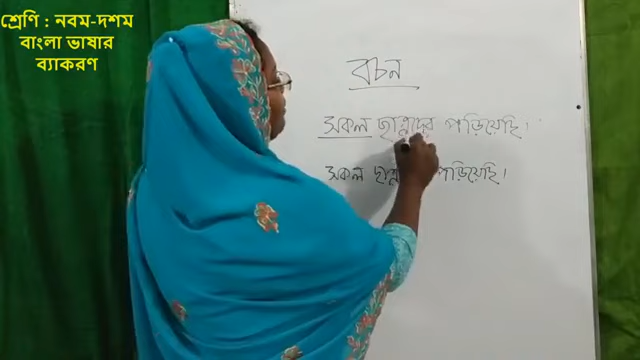 শ্রেণি : নবম-দশম
বাংলা ভাষার
ব্যাকরণ
বচন
সকল ছাত্রদের পড়িয়েছি।
সকল পড়িয়েছি।